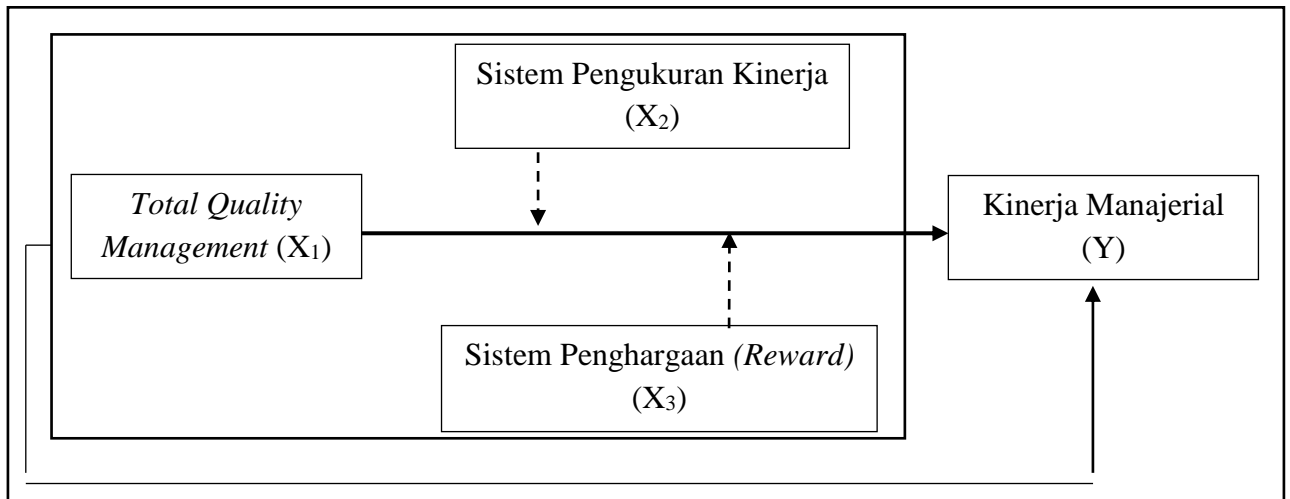 Sistem Pengukuran Kinerja
(X₂)
Total Quality
Management (X₁)
Kinerja Manajerial
(Y)
Sistem Penghargaan (Reward)
(X₃)